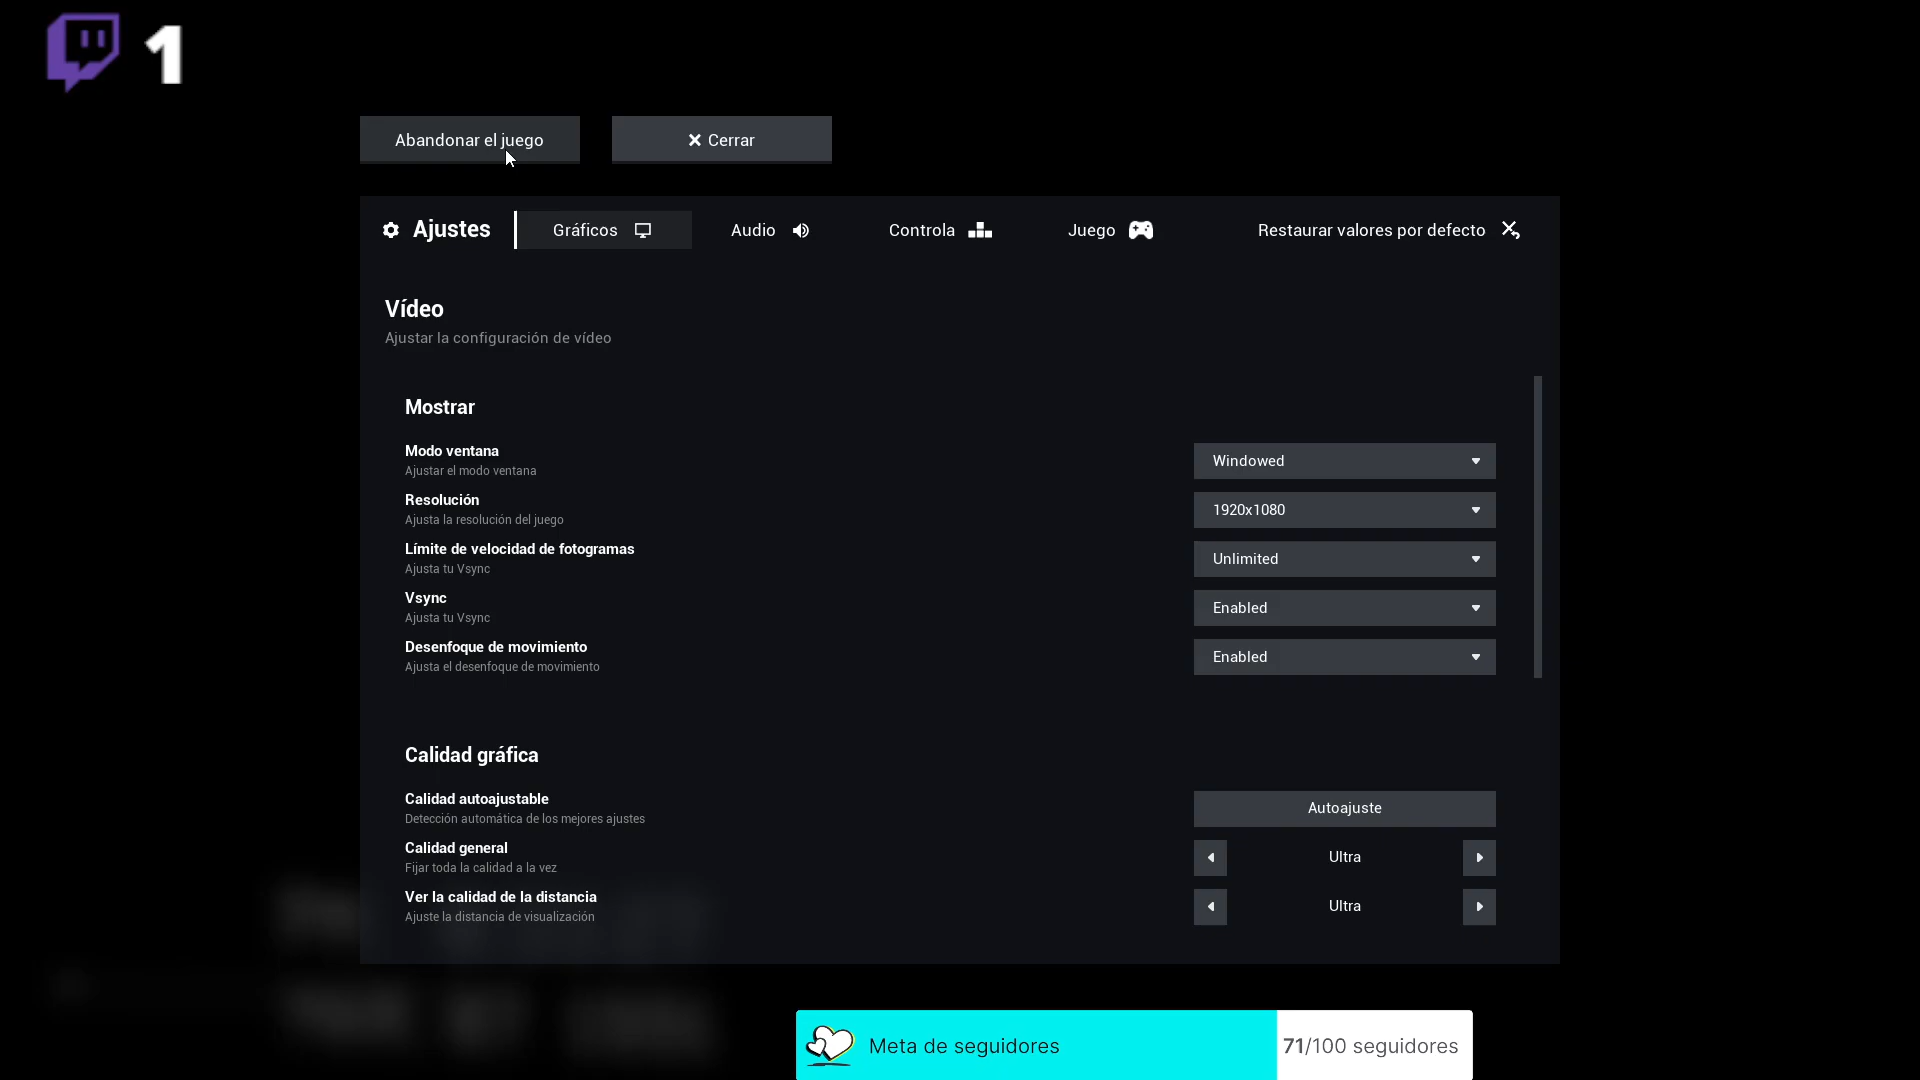 1
Abandonar el juego
Cerrar
Ajustes
Gráficos
Audio
Controla
Juego
Restaurar valores por defecto
Vídeo
Ajustar la configuración de vídeo
Mostrar
Modo ventana
Windowed
Ajustar el modo ventana
Resolución
1920x1080
Ajusta la resolución del juego
Límite de velocidad de fotogramas
Unlimited
Ajusta tu Vsync
Vsync
Enabled
Ajusta tu Vsync
Desenfoque de movimiento
Enabled
Ajusta el desenfoque de movimiento
Calidad gráfica
Calidad autoajustable
Autoajuste
Detección automática de los mejores ajustes
Calidad general
Ultra
Fijar toda la calidad a la vez
Ver la calidad de la distancia
Ultra
Ajuste la distancia de visualización
Meta de seguidores
71/100 seguidores